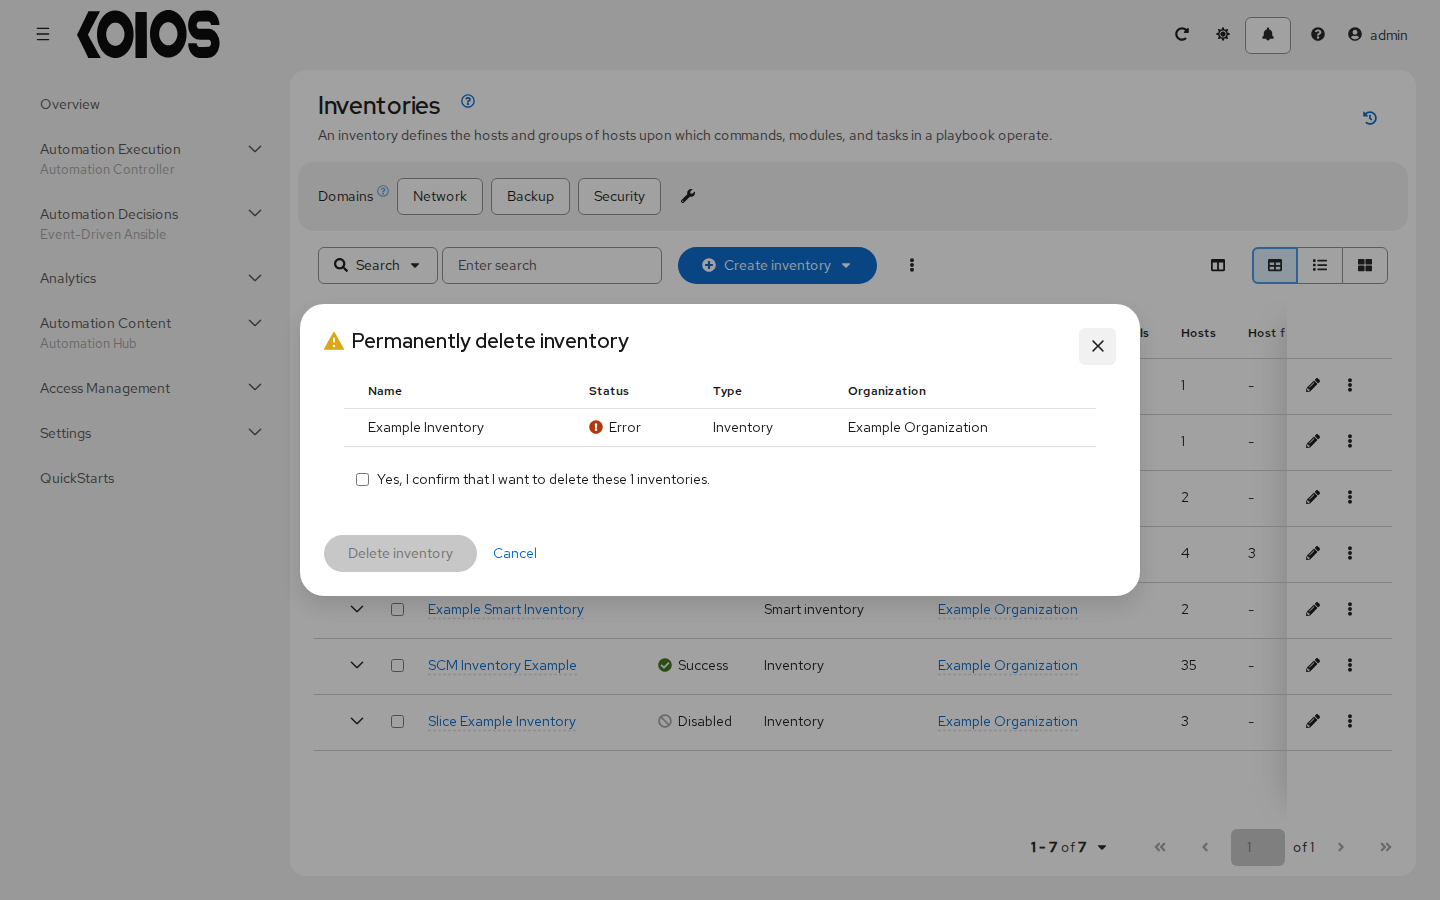 KOIOS
admin
Overview
Automation Execution
Automation Controller
Automation Decisions
Event-Driven Ansible
Analytics
Automation Content
Automation Hub
Access Management
Settings
QuickStarts
Inventories
An inventory defines the hosts and groups of hosts upon which commands, modules, and tasks in a playbook operate.
Domains Network Backup Security
Search Enter search Create inventory
ls Hosts Host f
Permanently delete inventory
Name Status Type Organization
Example Inventory Error Inventory Example Organization
Yes, I confirm that I want to delete these 1 inventories.
Delete inventory Cancel
1 -
1 -
2 -
4 3
Example Smart Inventory Smart inventory Example Organization 2 -
SCM Inventory Example Success Inventory Example Organization 35 -
Slice Example Inventory Disabled Inventory Example Organization 3 -
1 - 7 of 7 1 of 1